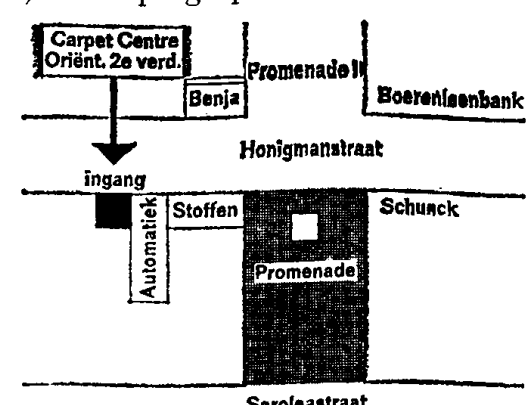 Carpet Centre
Oriënt. 2e verd.
Promenade II
Benja
Boerenleenbank
Honigmanstraat
ingang
Automatiek
Stoffen
Schunck
Promenade
Saroleastraat